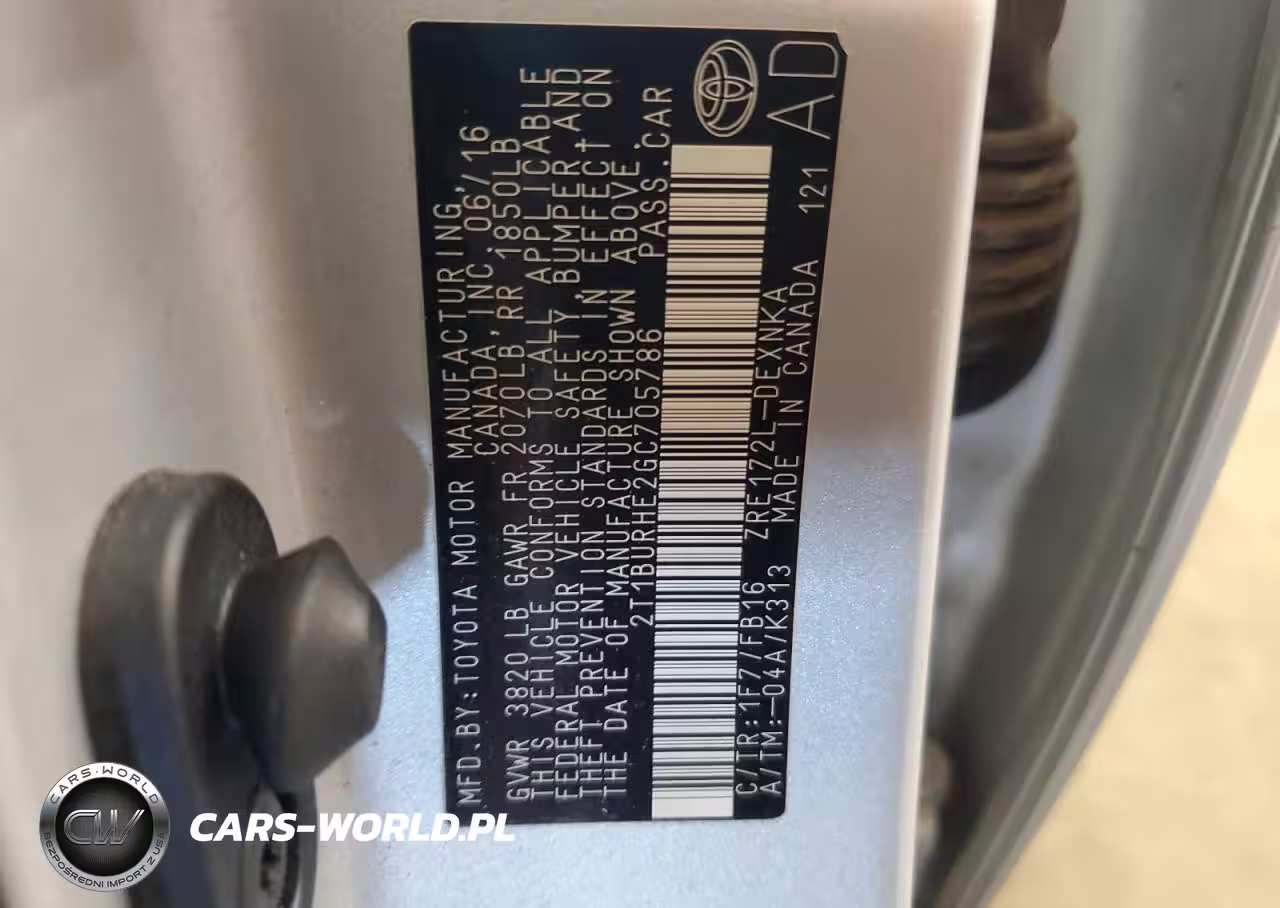 MFD.BY:TOYOTA MOTOR MANUFACTURING,
CANADA,INC.06/16
GVWR 3820LB GAWR FR 2070LB,RR 1850LB
THIS VEHICLE CONFORMS TO ALL APPLICABLE
FEDERAL MOTOR VEHICLE SAFETY,BUMPER,AND
THEFT PREVENTION STANDARDS IN EFFECT ON
THE DATE OF MANUFACTURE SHOWN ABOVE.
2T1BURHE2GC705786 PASS.CAR
C/TR:1F7/FB16 ZRE172L-DEXNKA
A/TM:-04A/K313 MADE IN CANADA 121
AD
CARS-WORLD
CW
BEZPOŚREDNI IMPORT Z USA
CARS-WORLD.PL